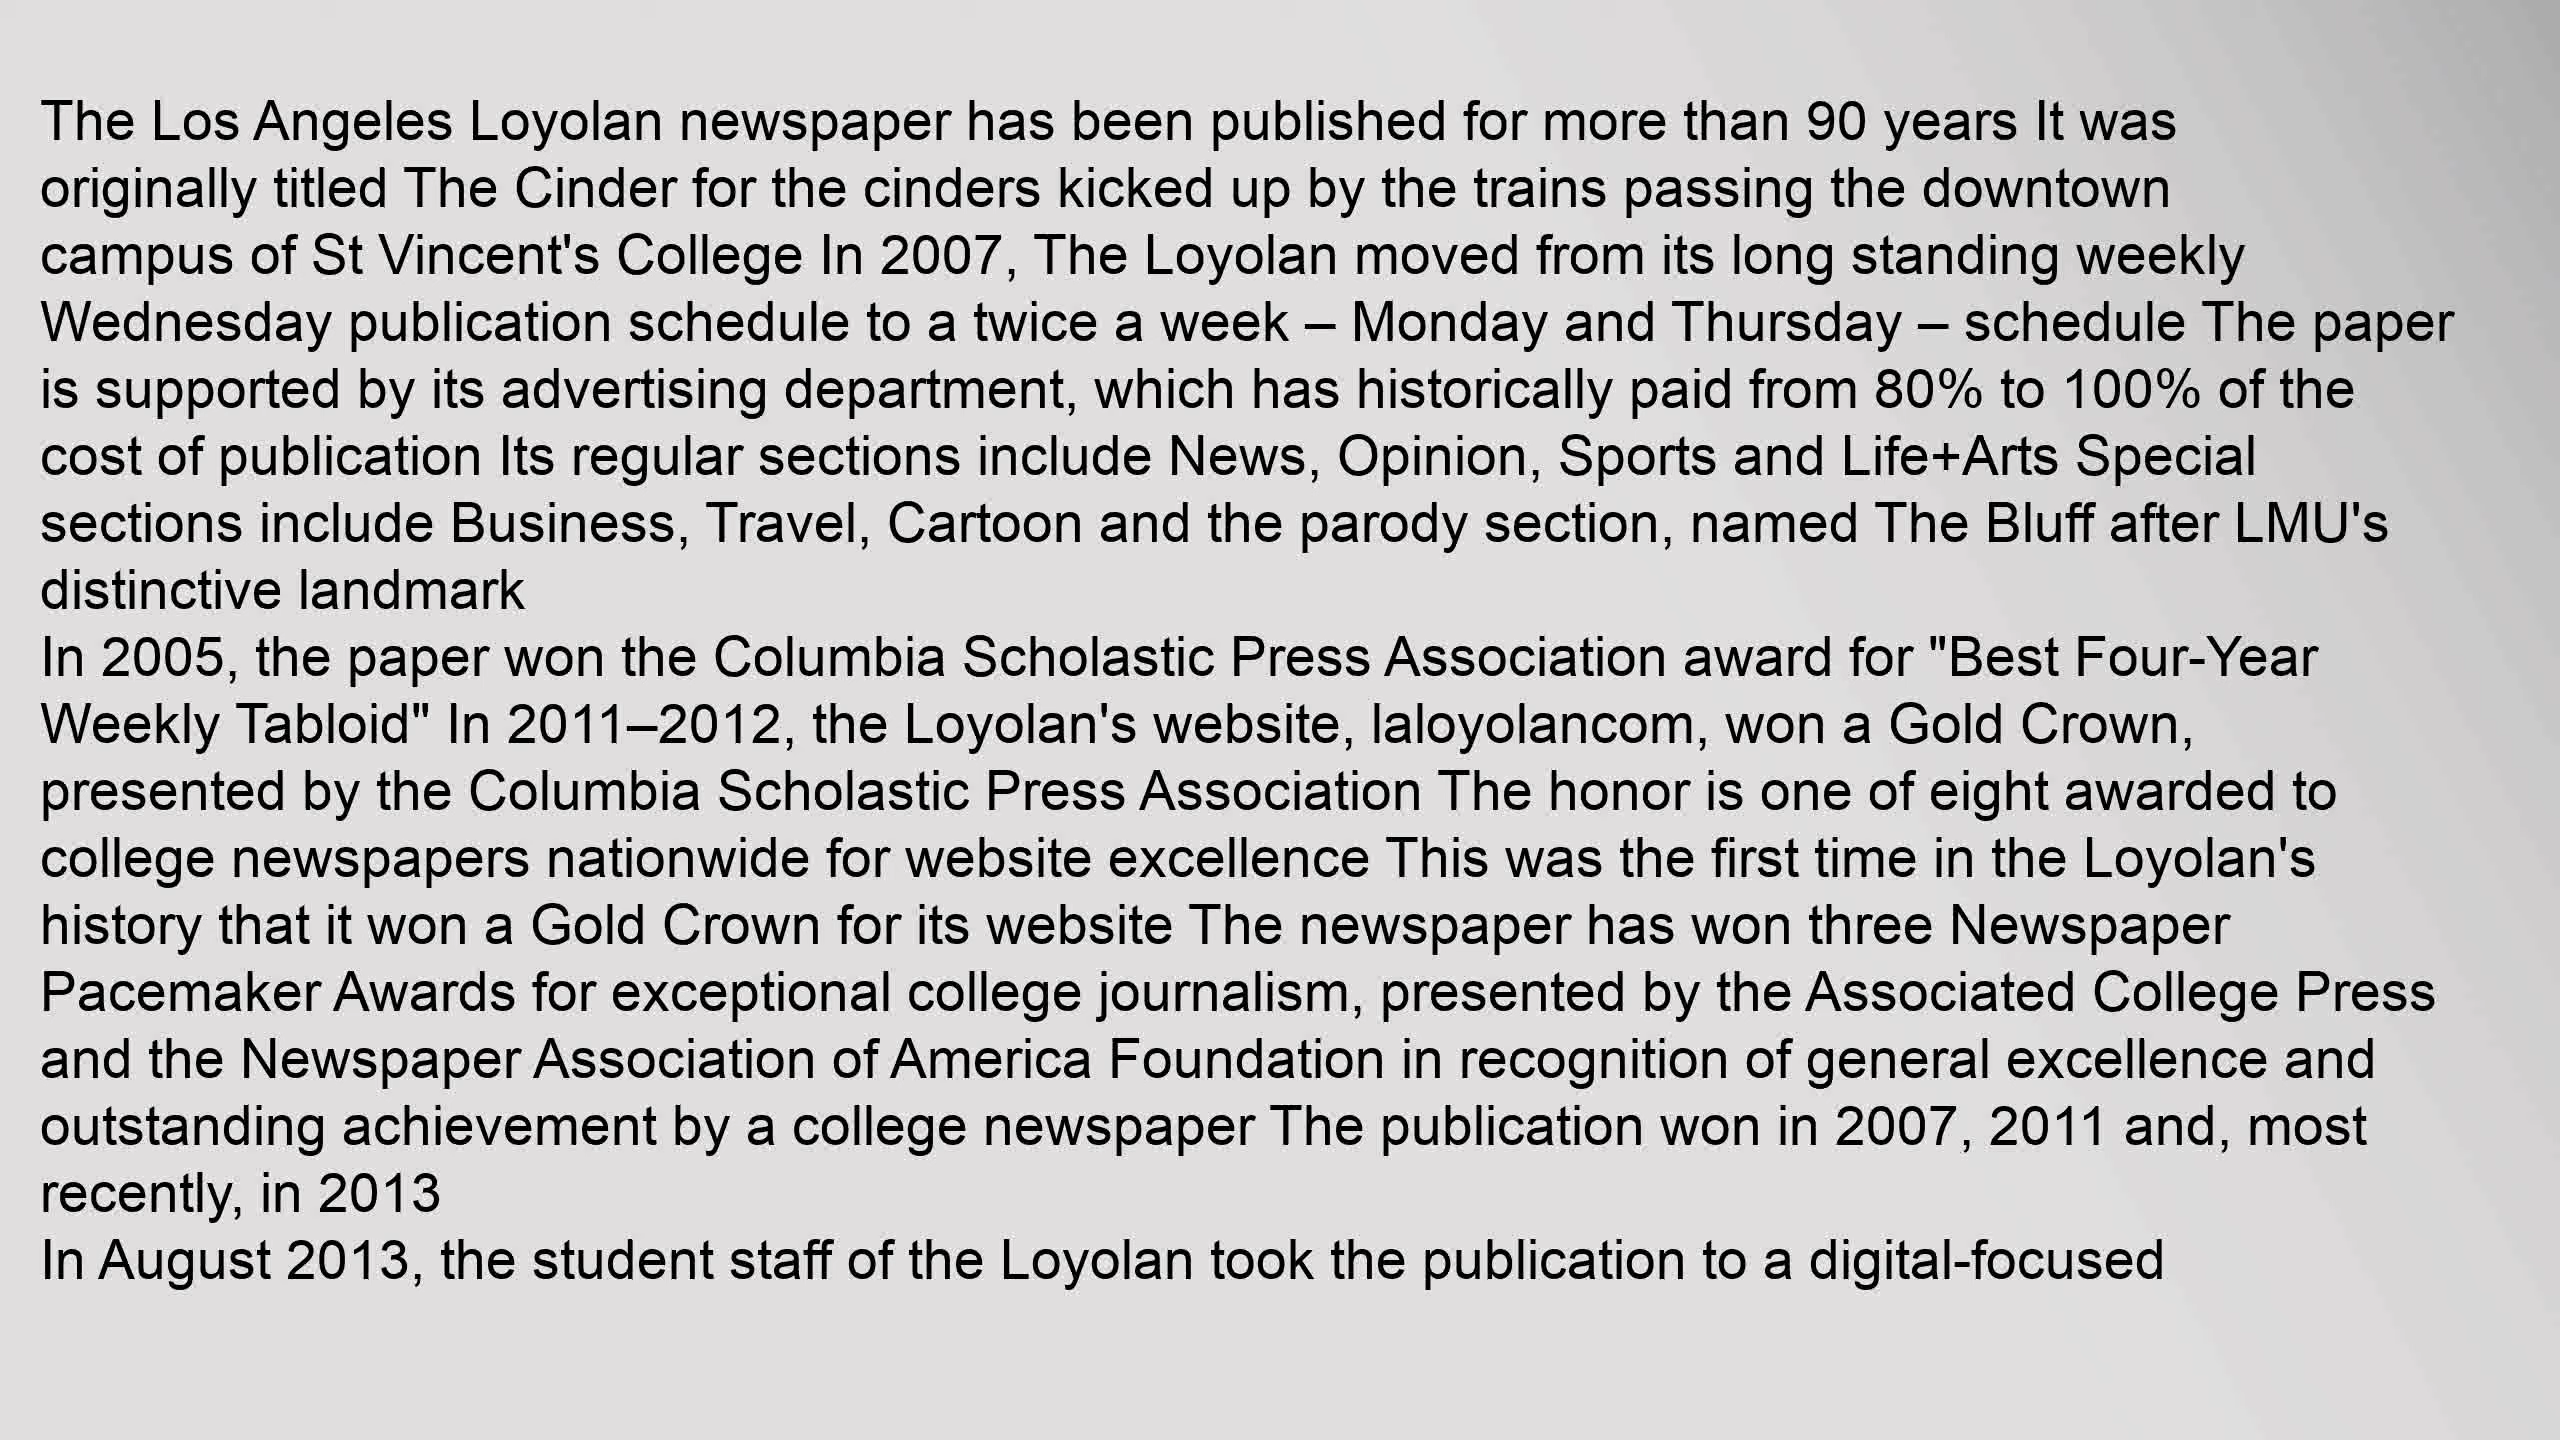 The Los Angeles Loyolan newspaper has been published for more than 90 years It was
originally titled The Cinder for the cinders kicked up by the trains passing the downtown
campus of St Vincent's College In 2007, The Loyolan moved from its long standing weekly
Wednesday publication schedule to a twice a week – Monday and Thursday – schedule The paper
is supported by its advertising department, which has historically paid from 80% to 100% of the
cost of publication Its regular sections include News, Opinion, Sports and Life+Arts Special
sections include Business, Travel, Cartoon and the parody section, named The Bluff after LMU's
distinctive landmark
In 2005, the paper won the Columbia Scholastic Press Association award for "Best Four-Year
Weekly Tabloid" In 2011–2012, the Loyolan's website, laloyolancom, won a Gold Crown,
presented by the Columbia Scholastic Press Association The honor is one of eight awarded to
college newspapers nationwide for website excellence This was the first time in the Loyolan's
history that it won a Gold Crown for its website The newspaper has won three Newspaper
Pacemaker Awards for exceptional college journalism, presented by the Associated College Press
and the Newspaper Association of America Foundation in recognition of general excellence and
outstanding achievement by a college newspaper The publication won in 2007, 2011 and, most
recently, in 2013
In August 2013, the student staff of the Loyolan took the publication to a digital-focused